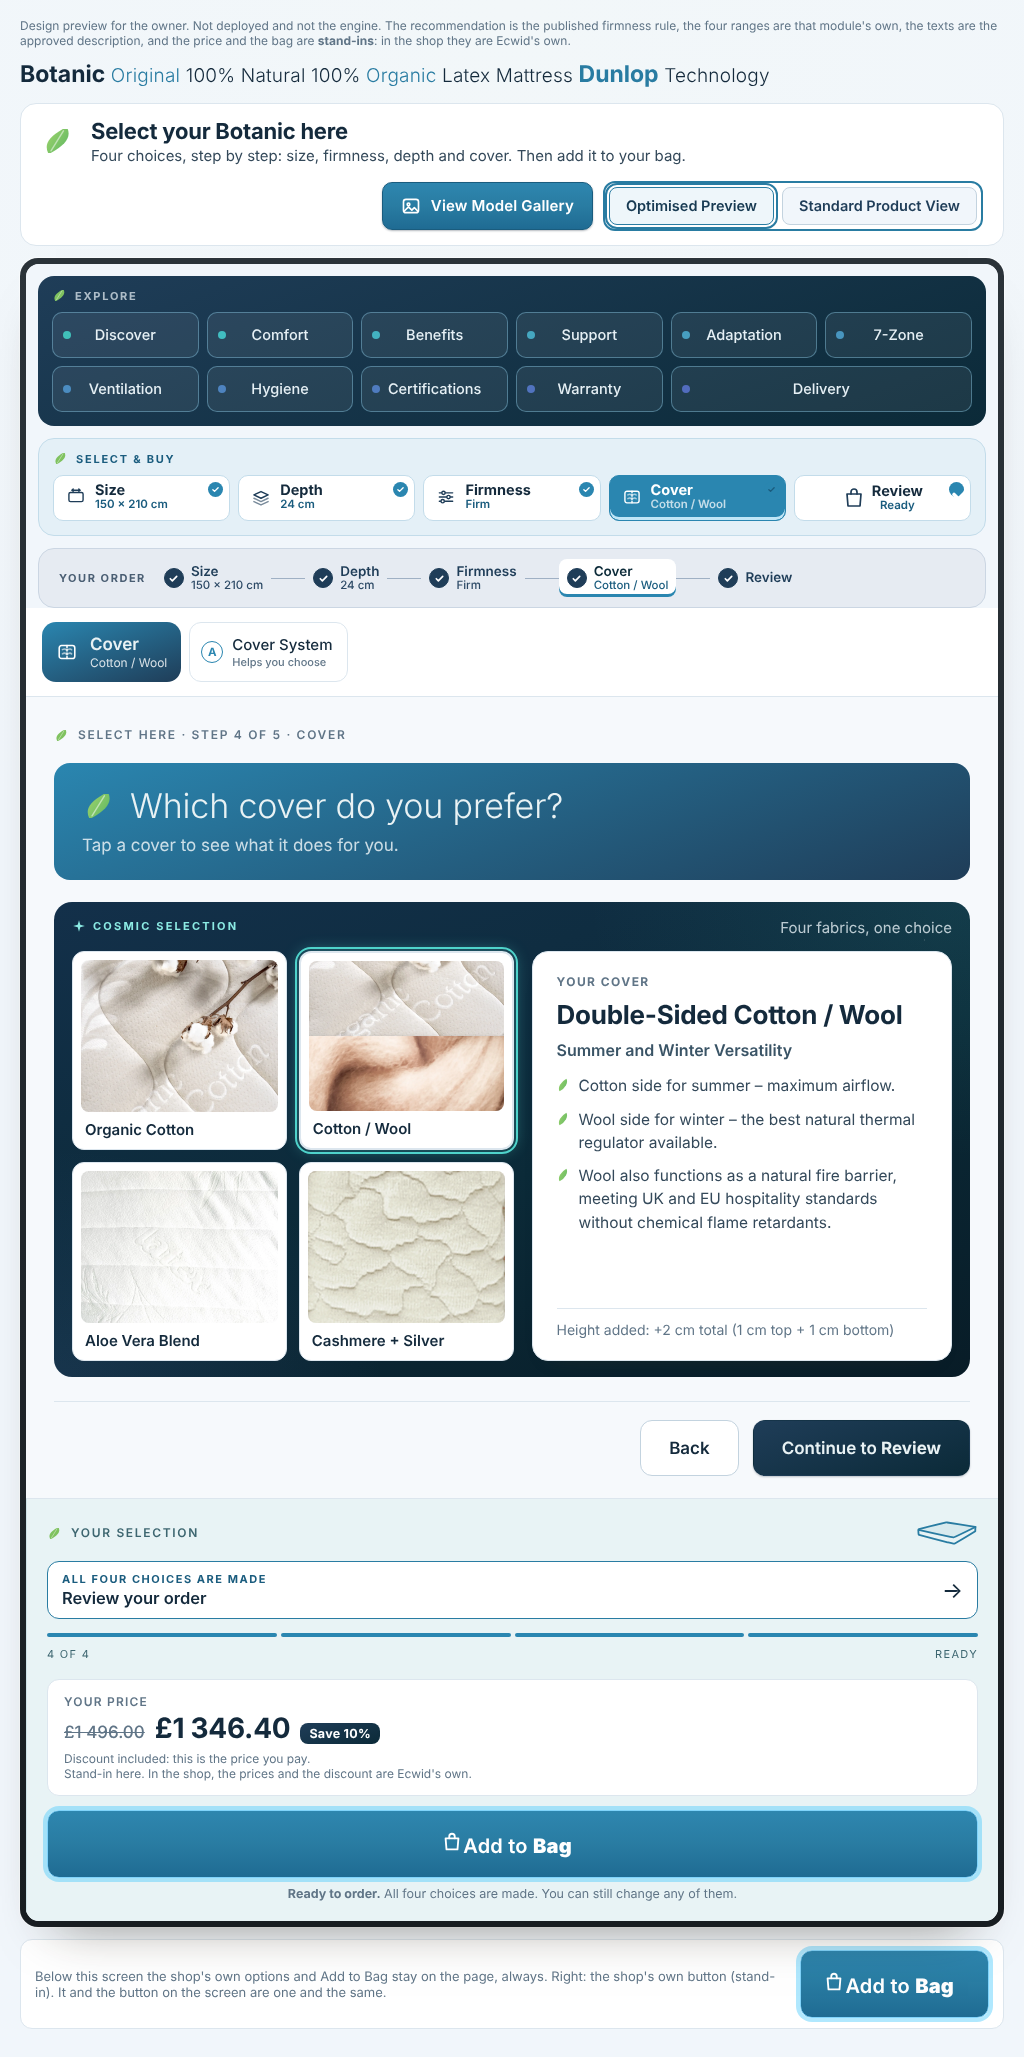 Design preview for the owner. Not deployed and not the engine. The recommendation is the published firmness rule, the four ranges are that module's own, the texts are the
approved description, and the price and the bag are stand-ins: in the shop they are Ecwid's own.
Botanic Original 100% Natural 100% Organic Latex Mattress Dunlop Technology
Select your Botanic here
Four choices, step by step: size, firmness, depth and cover. Then add it to your bag.
View Model Gallery
Optimised Preview
Standard Product View
EXPLORE
Discover
Comfort
Benefits
Support
Adaptation
7-Zone
Ventilation
Hygiene
Certifications
Warranty
Delivery
SELECT & BUY
Size
150 × 210 cm
Depth
24 cm
Firmness
Firm
Cover
Cotton / Wool
Review
Ready
YOUR ORDER
Size
150 × 210 cm
Depth
24 cm
Firmness
Firm
Cover
Cotton / Wool
Review
Cover
Cotton / Wool
A
Cover System
Helps you choose
SELECT HERE · STEP 4 OF 5 · COVER
Which cover do you prefer?
Tap a cover to see what it does for you.
COSMIC SELECTION
Four fabrics, one choice
Cotton
Organic Cotton
Cotton
Cotton / Wool
Aloe Vera Blend
Cashmere + Silver
YOUR COVER
Double-Sided Cotton / Wool
Summer and Winter Versatility
Cotton side for summer – maximum airflow.
Wool side for winter – the best natural thermal
regulator available.
Wool also functions as a natural fire barrier,
meeting UK and EU hospitality standards
without chemical flame retardants.
Height added: +2 cm total (1 cm top + 1 cm bottom)
Back
Continue to Review
YOUR SELECTION
ALL FOUR CHOICES ARE MADE
Review your order
4 OF 4
READY
YOUR PRICE
£1 496.00 £1 346.40 Save 10%
Discount included: this is the price you pay.
Stand-in here. In the shop, the prices and the discount are Ecwid's own.
Add to Bag
Ready to order. All four choices are made. You can still change any of them.
Below this screen the shop's own options and Add to Bag stay on the page, always. Right: the shop's own button (stand-
in). It and the button on the screen are one and the same.
Add to Bag